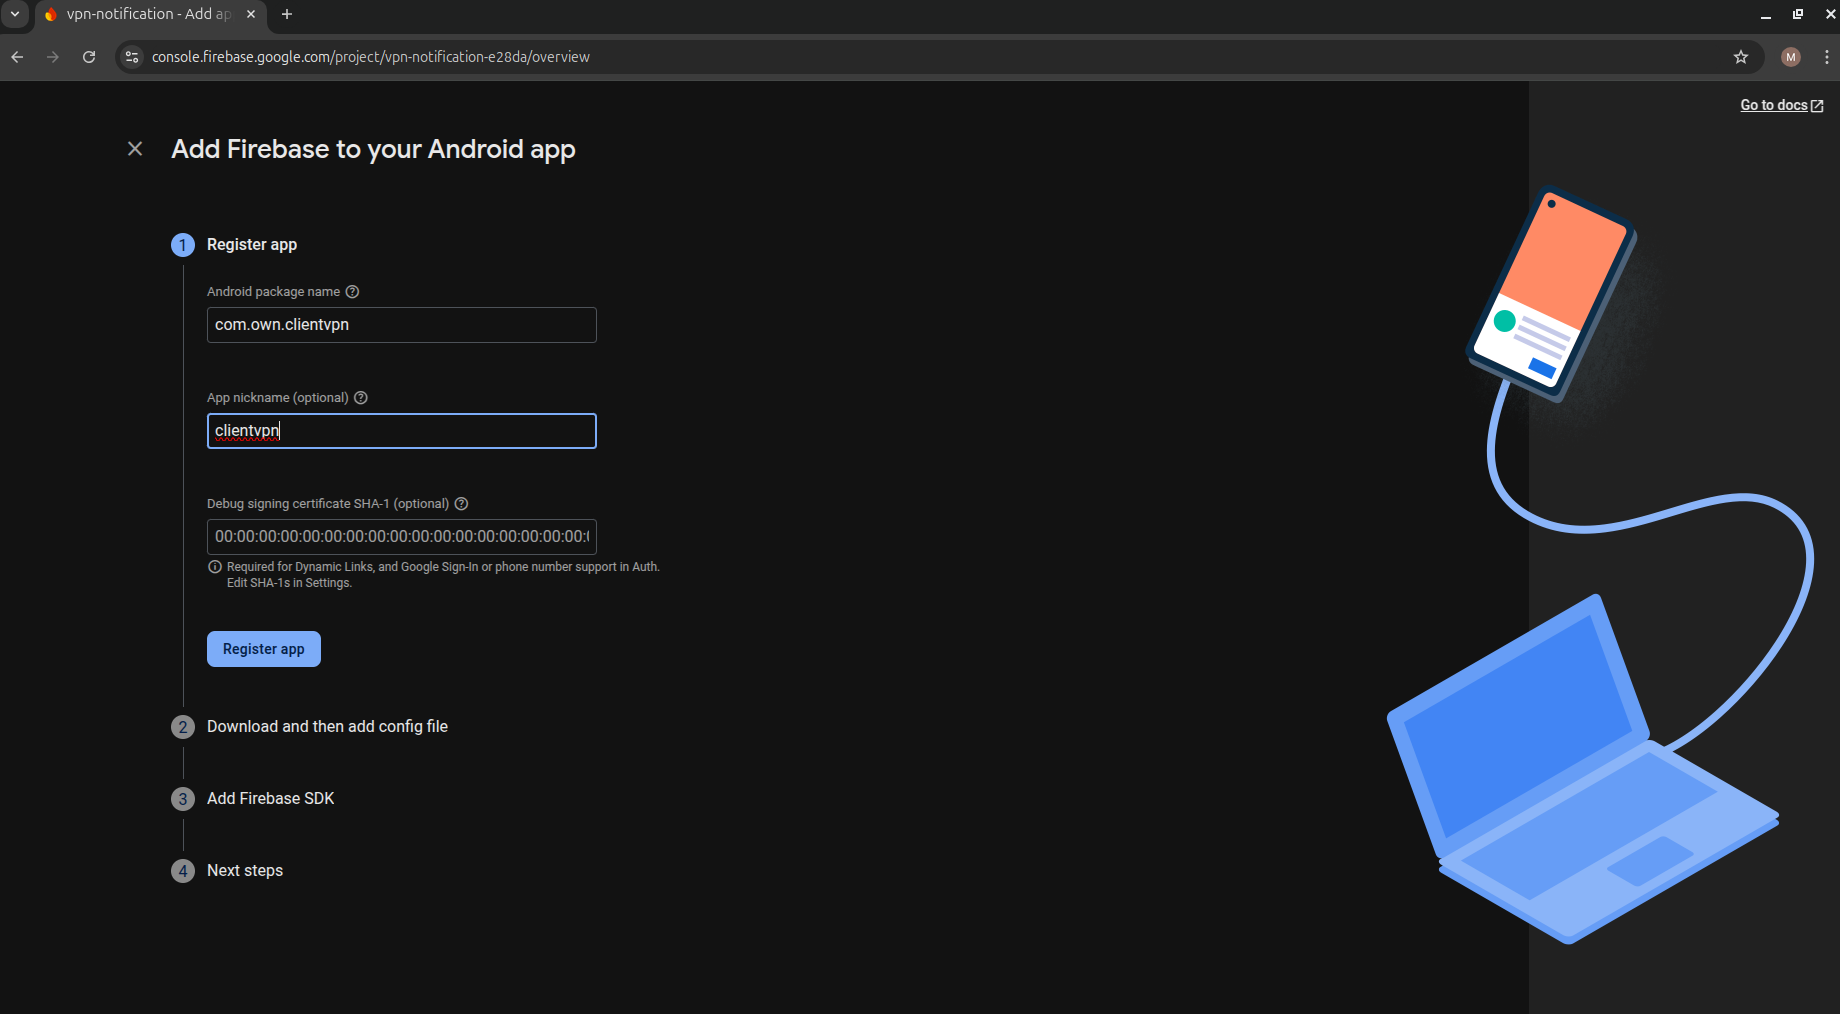 vpn-notification - Add ap
console.firebase.google.com/project/vpn-notification-e28da/overview
M
Go to docs
Add Firebase to your Android app
1 Register app
Android package name
com.own.clientvpn
App nickname (optional)
clientvpn
Debug signing certificate SHA-1 (optional)
00:00:00:00:00:00:00:00:00:00:00:00:00:00:00:00:00:
Required for Dynamic Links, and Google Sign-In or phone number support in Auth.
Edit SHA-1s in Settings.
Register app
2 Download and then add config file
3 Add Firebase SDK
4 Next steps